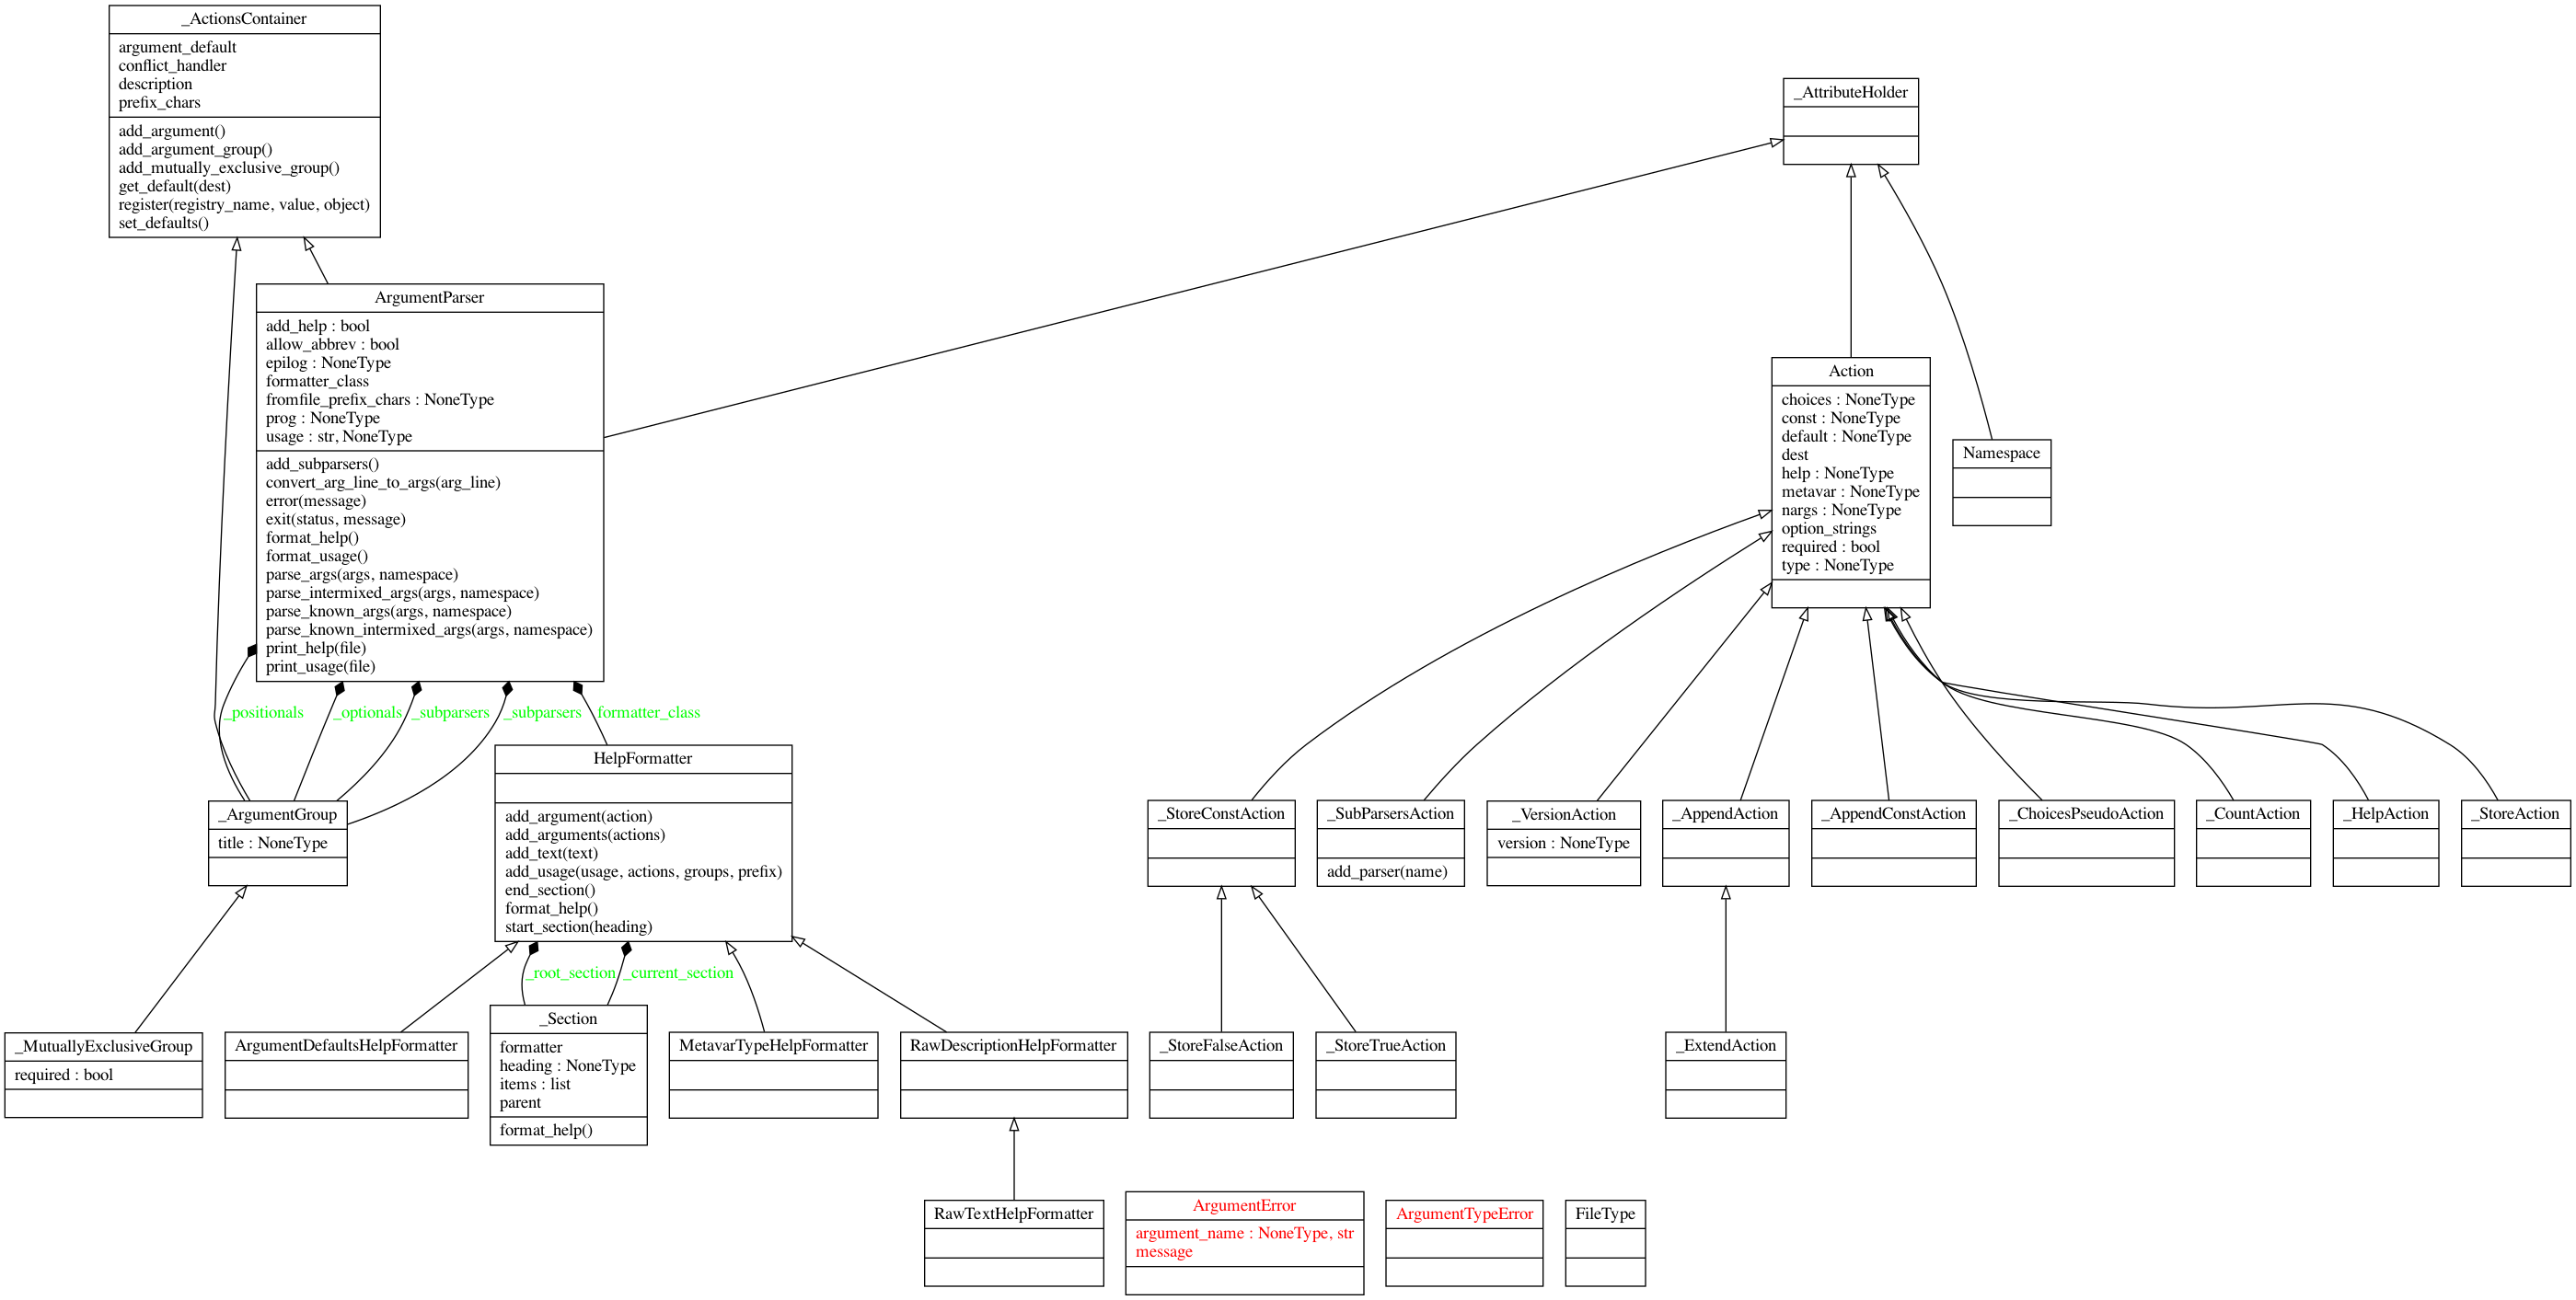 _ActionsContainer
argument_default
conflict_handler
description
prefix_chars
add_argument()
add_argument_group()
add_mutually_exclusive_group()
get_default(dest)
register(registry_name, value, object)
set_defaults()
_AttributeHolder
ArgumentParser
add_help : bool
allow_abbrev : bool
epilog : NoneType
formatter_class
fromfile_prefix_chars : NoneType
prog : NoneType
usage : str, NoneType
add_subparsers()
convert_arg_line_to_args(arg_line)
error(message)
exit(status, message)
format_help()
format_usage()
parse_args(args, namespace)
parse_intermixed_args(args, namespace)
parse_known_args(args, namespace)
parse_known_intermixed_args(args, namespace)
print_help(file)
print_usage(file)
Action
choices : NoneType
const : NoneType
default : NoneType
dest
help : NoneType
metavar : NoneType
nargs : NoneType
option_strings
required : bool
type : NoneType
Namespace
_positionals
_optionals
_subparsers
_subparsers
formatter_class
_ArgumentGroup
title : NoneType
HelpFormatter
add_argument(action)
add_arguments(actions)
add_text(text)
add_usage(usage, actions, groups, prefix)
end_section()
format_help()
start_section(heading)
_StoreConstAction
_SubParsersAction
add_parser(name)
_VersionAction
version : NoneType
_AppendAction
_AppendConstAction
_ChoicesPseudoAction
_CountAction
_HelpAction
_StoreAction
_root_section
_current_section
_MutuallyExclusiveGroup
required : bool
ArgumentDefaultsHelpFormatter
_Section
formatter
heading : NoneType
items : list
parent
format_help()
MetavarTypeHelpFormatter
RawDescriptionHelpFormatter
_StoreFalseAction
_StoreTrueAction
_ExtendAction
RawTextHelpFormatter
ArgumentError
argument_name : NoneType, str
message
ArgumentTypeError
FileType